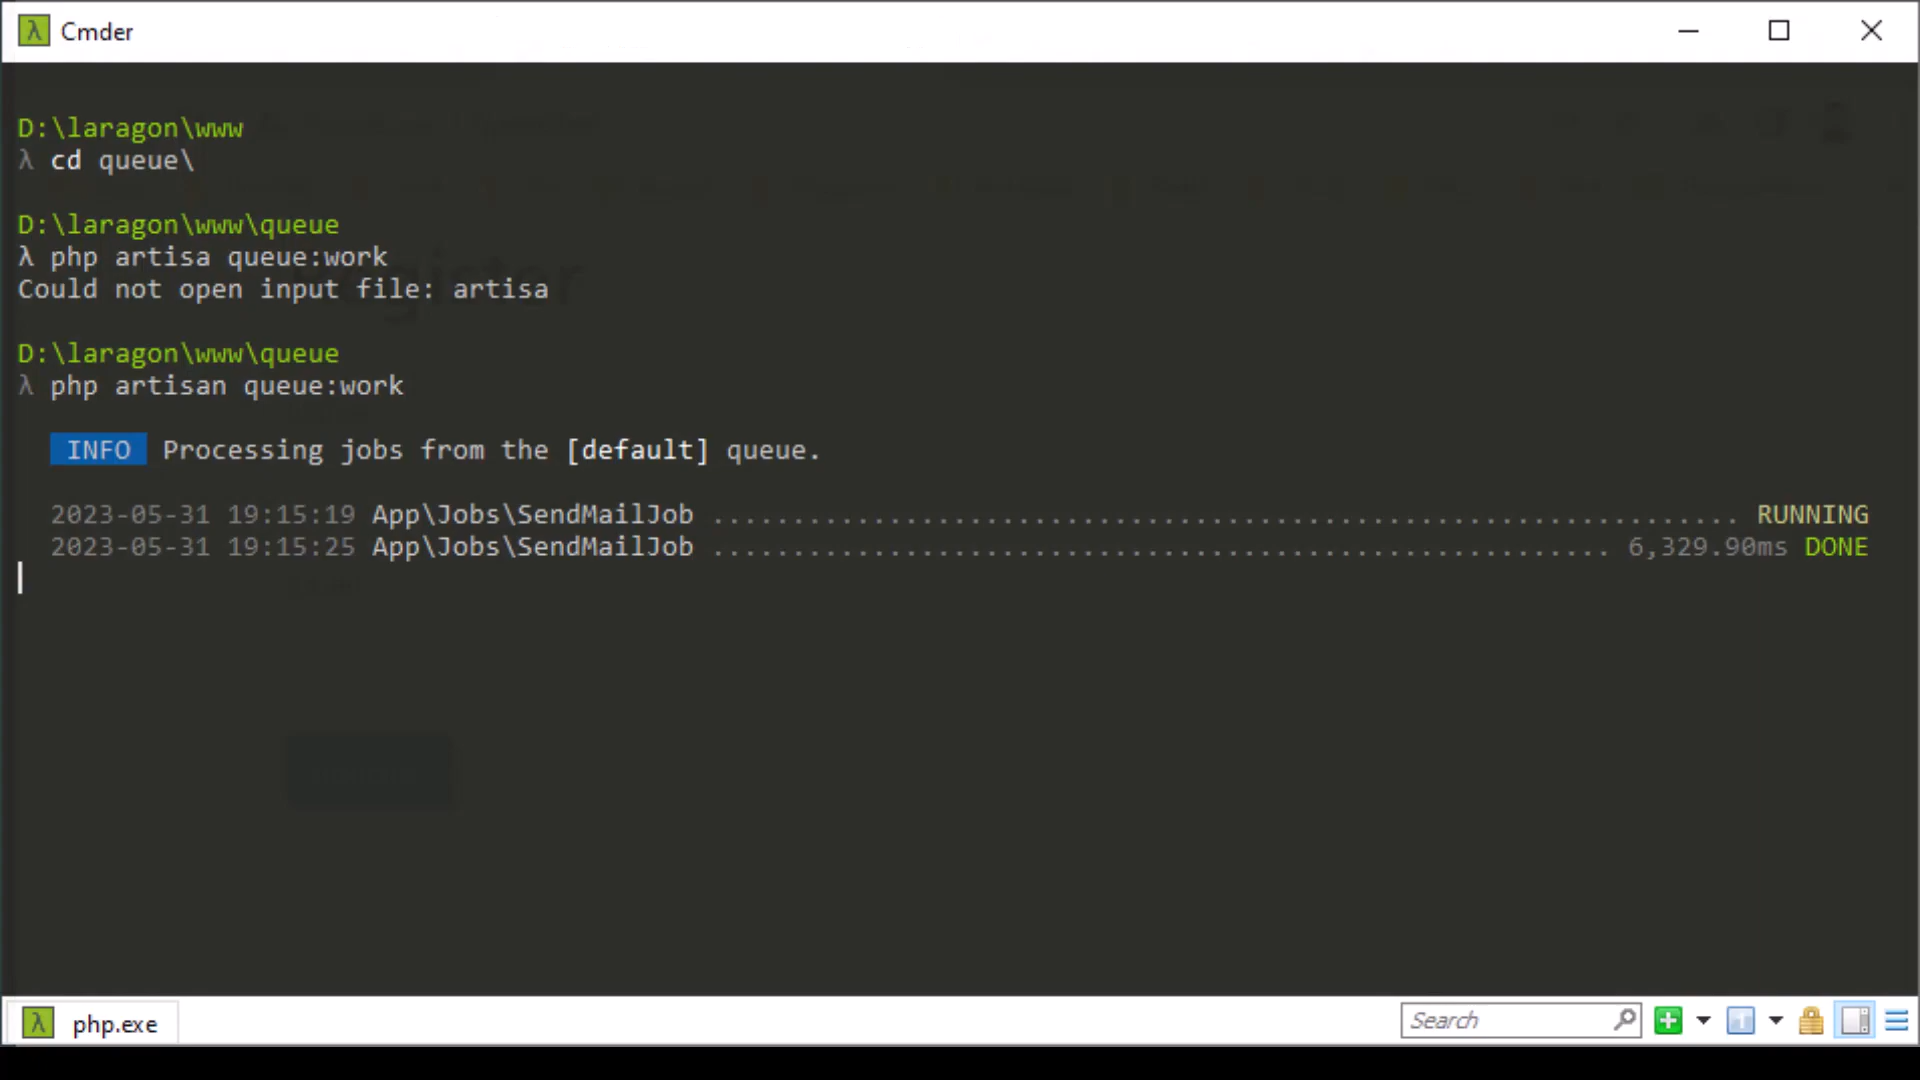 Cmder
D:\laragon\www
λ cd queue\
D:\laragon\www\queue
λ php artisa queue:work
Could not open input file: artisa
D:\laragon\www\queue
λ php artisan queue:work
INFO Processing jobs from the [default] queue.
2023-05-31 19:15:19 App\Jobs\SendMailJob ................................................................ RUNNING
2023-05-31 19:15:25 App\Jobs\SendMailJob ........................................................ 6,329.90ms DONE
Register
php.exe
Search